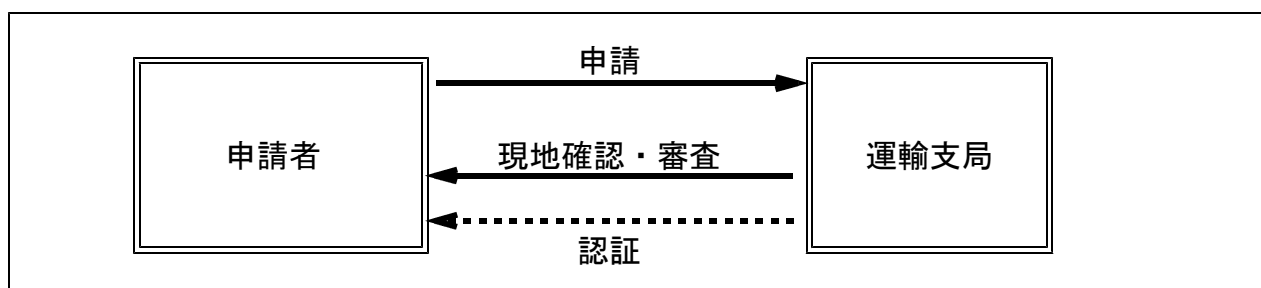 申請
申請者
現地確認・審査
運輸支局
認証